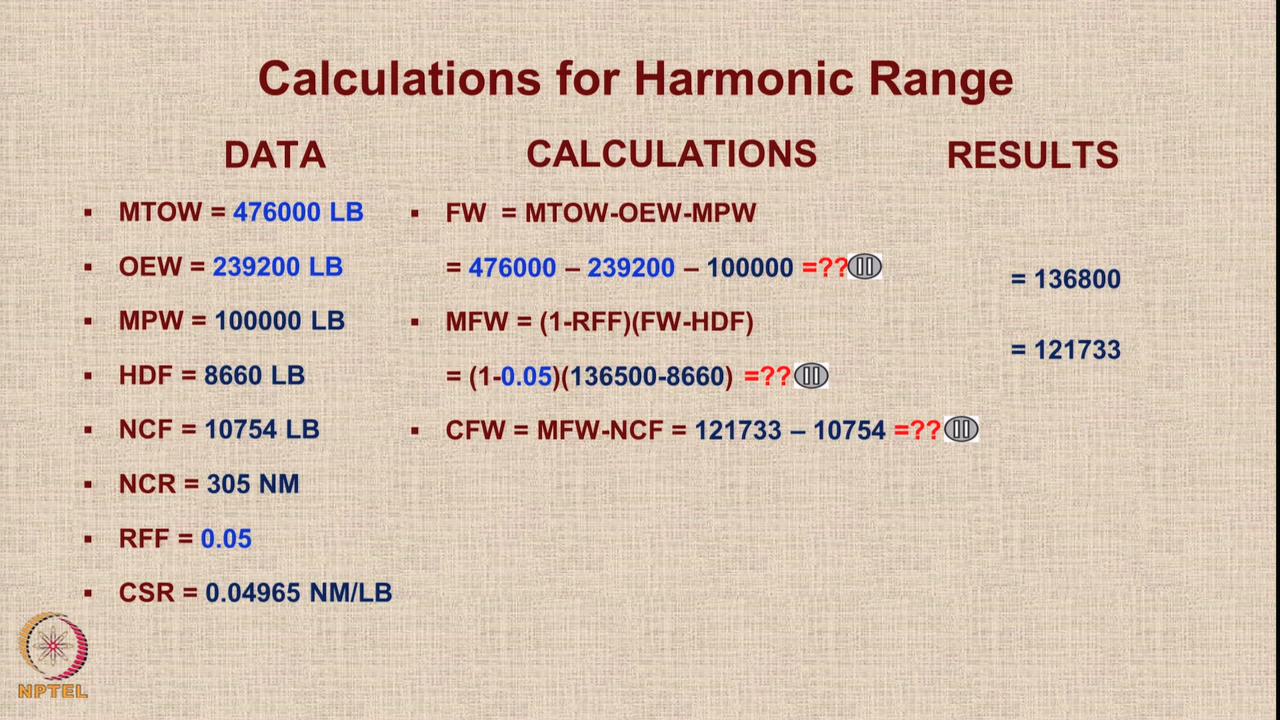 Calculations for Harmonic Range
DATA
▪ MTOW = 476000 LB
▪ OEW = 239200 LB
▪ MPW = 100000 LB
▪ HDF = 8660 LB
▪ NCF = 10754 LB
▪ NCR = 305 NM
▪ RFF = 0.05
▪ CSR = 0.04965 NM/LB
CALCULATIONS
▪ FW = MTOW-OEW-MPW
= 476000 – 239200 – 100000 =??
▪ MFW = (1-RFF)(FW-HDF)
= (1-0.05)(136500-8660) =??
▪ CFW = MFW-NCF = 121733 – 10754 =??
RESULTS
= 136800
= 121733
NPTEL